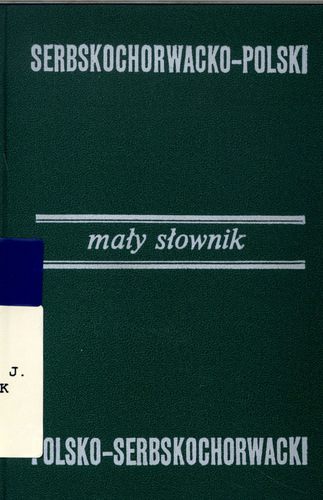 SERBSKOCHORWACKO-POLSKI
mały słownik
J.
K
POLSKO-SERBSKOCHORWACKI